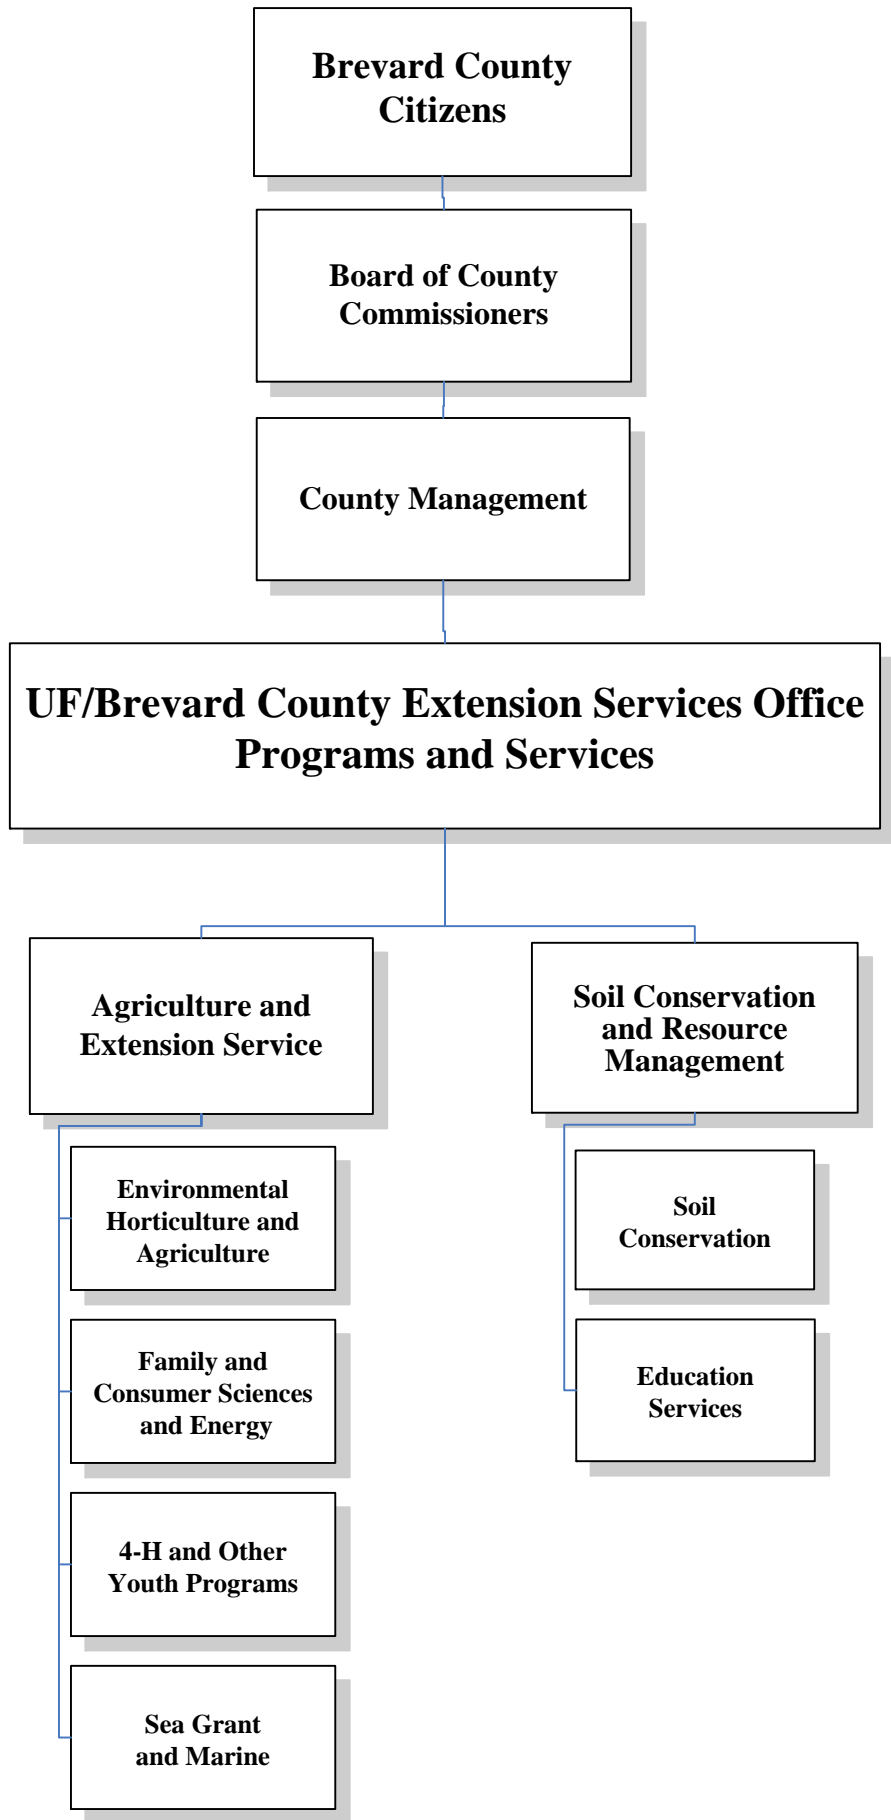 Brevard County
Citizens
Board of County
Commissioners
County Management
UF/Brevard County Extension Services Office
Programs and Services
Agriculture and
Extension Service
Environmental
Horticulture and
Agriculture
Family and
Consumer Sciences
and Energy
4-H and Other
Youth Programs
Sea Grant
and Marine
Soil Conservation
and Resource
Management
Soil
Conservation
Education
Services